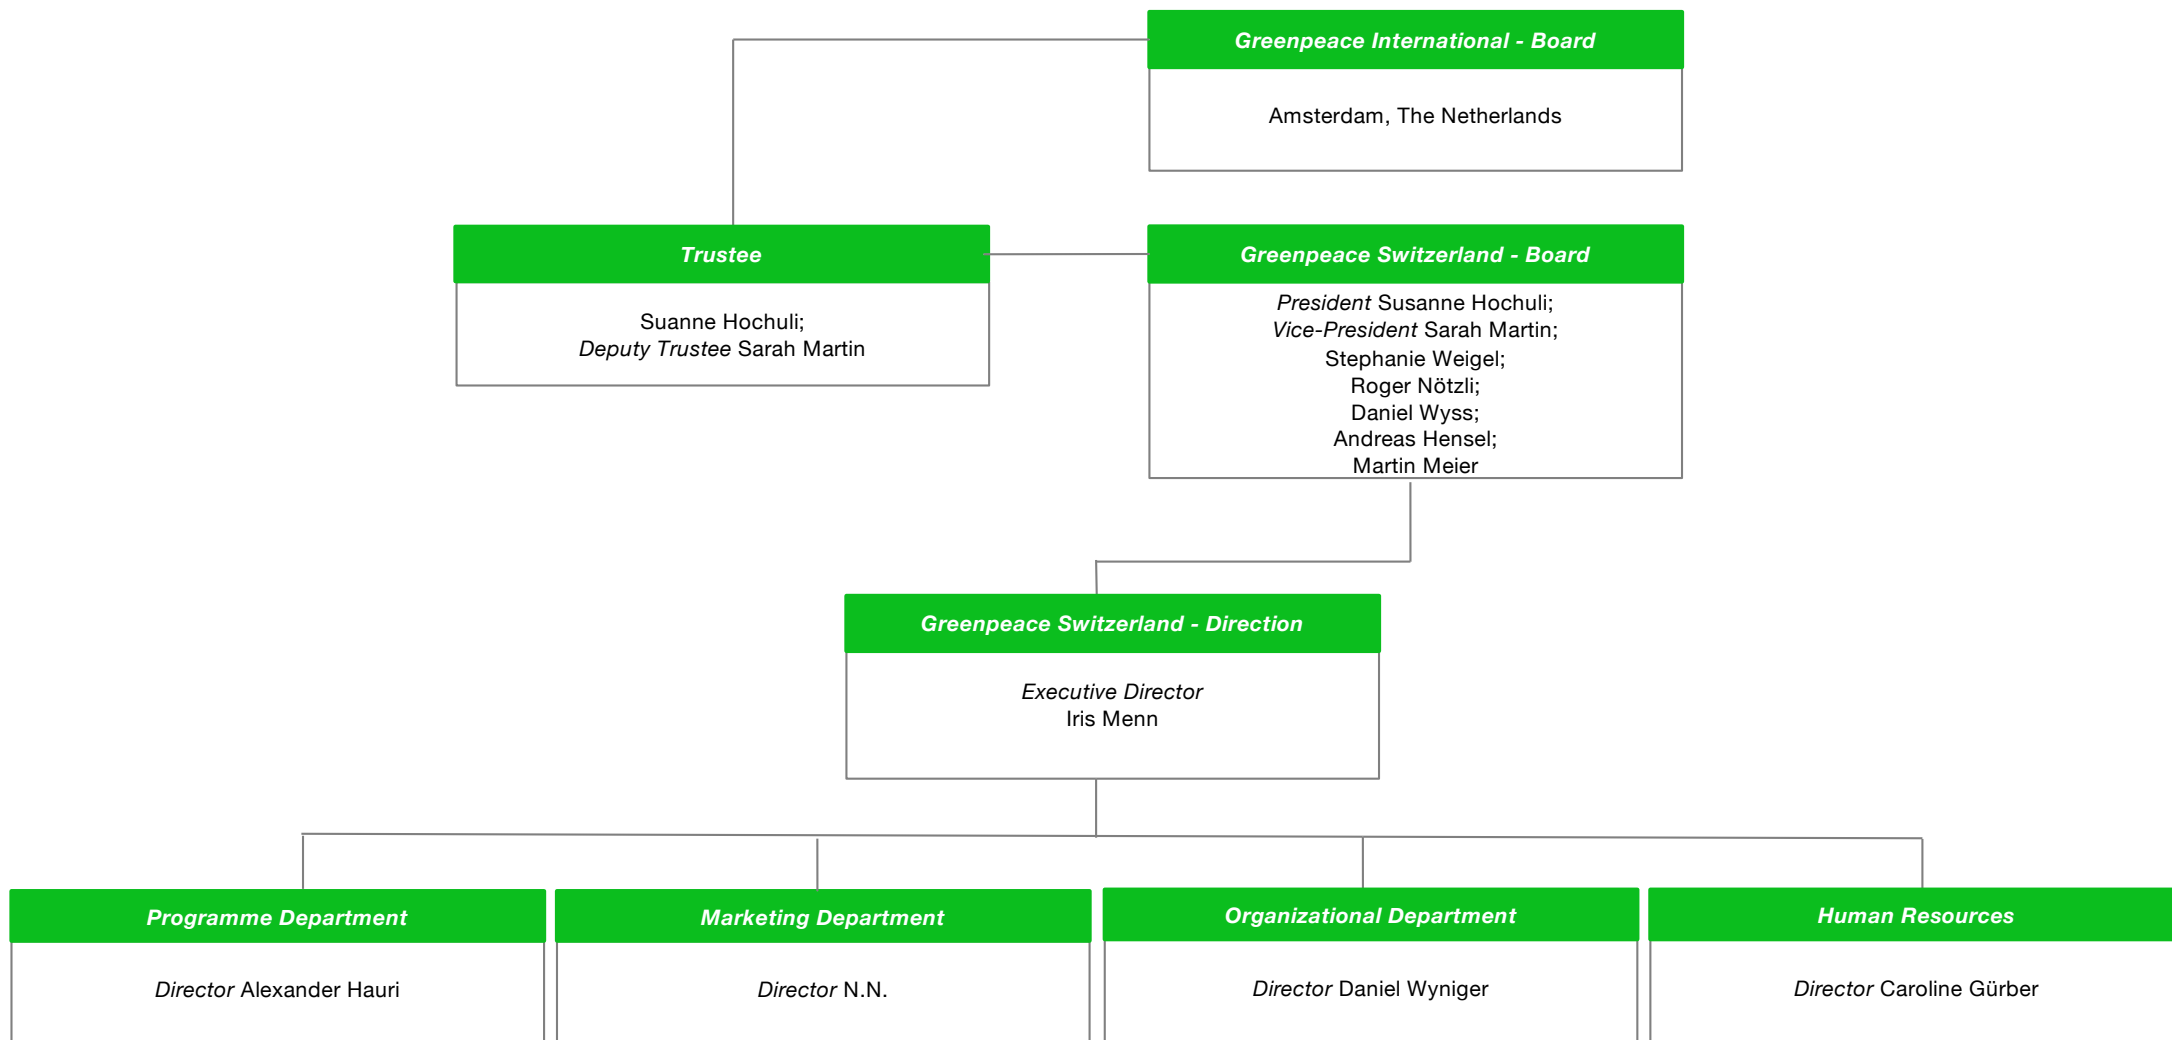 Greenpeace International - Board
Amsterdam, The Netherlands
Trustee
Suanne Hochuli;
Deputy Trustee Sarah Martin
Greenpeace Switzerland - Board
President Susanne Hochuli;
Vice-President Sarah Martin;
Stephanie Weigel;
Roger Nötzli;
Daniel Wyss;
Andreas Hensel;
Martin Meier
Greenpeace Switzerland - Direction
Executive Director
Iris Menn
Programme Department
Director Alexander Hauri
Marketing Department
Director N.N.
Organizational Department
Director Daniel Wyniger
Human Resources
Director Caroline Gürber